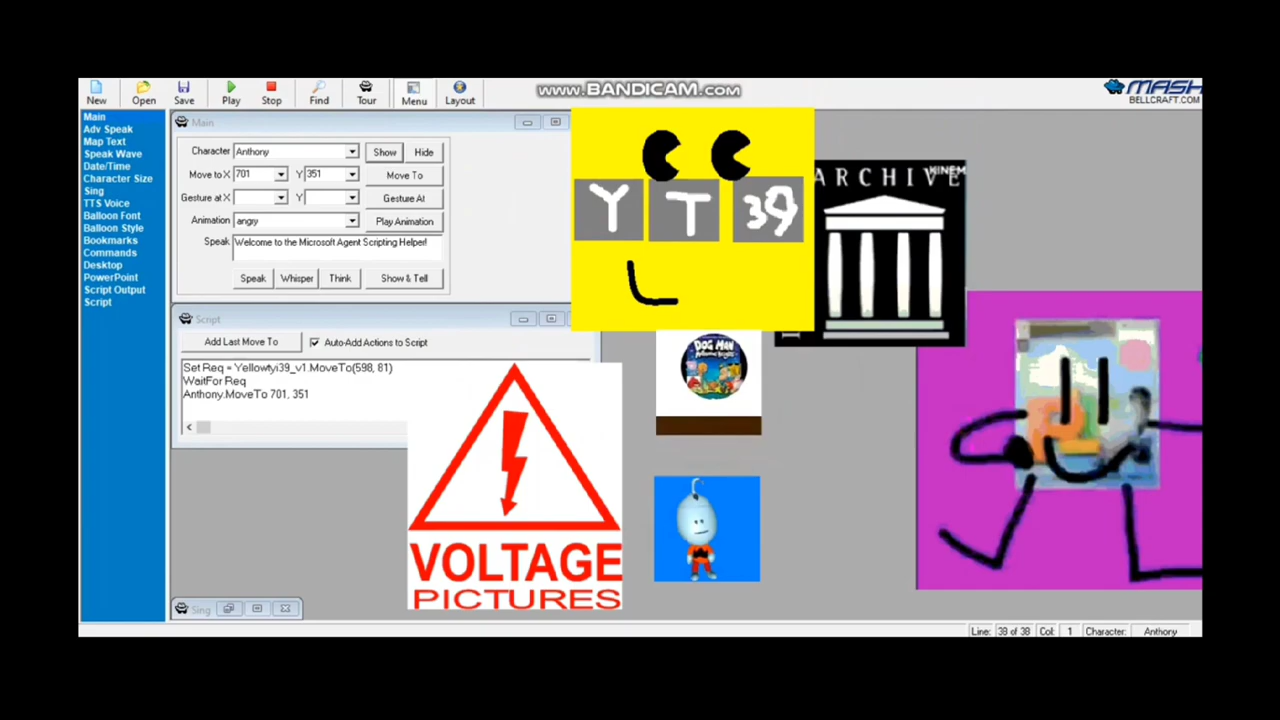 www.BANDICAM.com
New Open Save Play Stop Find Tour Menu Layout
MASH
BELLCRAFT.COM
Main
Adv Speak
Map Text
Speak Wave
Date/Time
Character Size
Sing
TTS Voice
Balloon Font
Balloon Style
Bookmarks
Commands
Desktop
PowerPoint
Script Output
Script
Main
Character Anthony Show Hide
Move to X 701 Y 351 Move To
Gesture at X Y Gesture At
Animation angry Play Animation
Speak Welcome to the Microsoft Agent Scripting Helper!
Speak Whisper Think Show & Tell
Script
Add Last Move To Auto-Add Actions to Script
Set Req = Yellowtyi39_v1.MoveTo(598, 81)
WaitFor Req
Anthony.MoveTo 701, 351
Y T 39
ARCHIVE
KINEM
DOG MAN
VOLTAGE
PICTURES
Sing
Line: 38 of 38 Col: 1 Character: Anthony